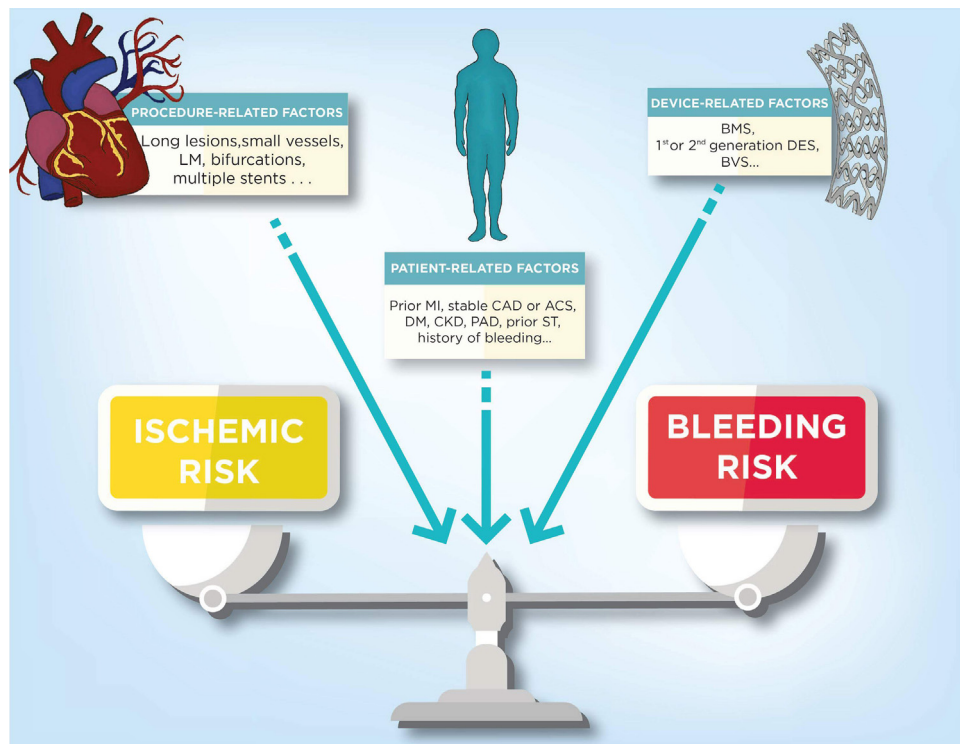 PROCEDURE-RELATED FACTORS
Long lesions,small vessels,
LM, bifurcations,
multiple stents . . .
DEVICE-RELATED FACTORS
BMS,
1st or 2nd generation DES,
BVS...
PATIENT-RELATED FACTORS
Prior MI, stable CAD or ACS,
DM, CKD, PAD, prior ST,
history of bleeding...
ISCHEMIC
RISK
BLEEDING
RISK